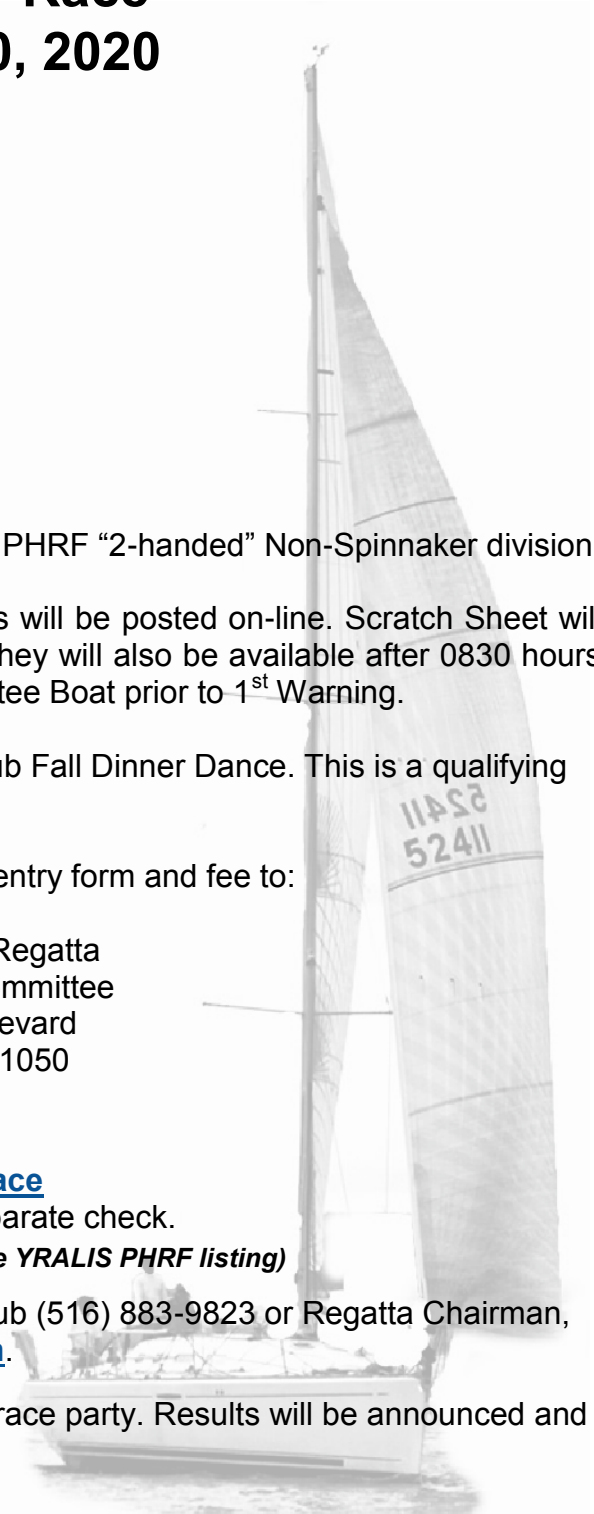 0, 2020
PHRF “2-handed” Non-Spinnaker division
s will be posted on-line. Scratch Sheet wil
hey will also be available after 0830 hours
tee Boat prior to 1st Warning.
ub Fall Dinner Dance. This is a qualifying
52411
52411
entry form and fee to:
Regatta
mmittee
evard
1050
ace
parate check.
e YRALIS PHRF listing)
ub (516) 883-9823 or Regatta Chairman,
.
race party. Results will be announced and